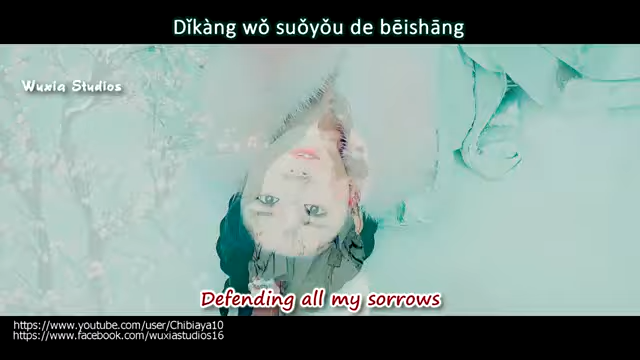 Dǐkàng wǒ suǒyǒu de bēishāng
Wuxia Studios
Defending all my sorrows
https://www.youtube.com/user/Chibiaya10
https://www.facebook.com/wuxiastudios16